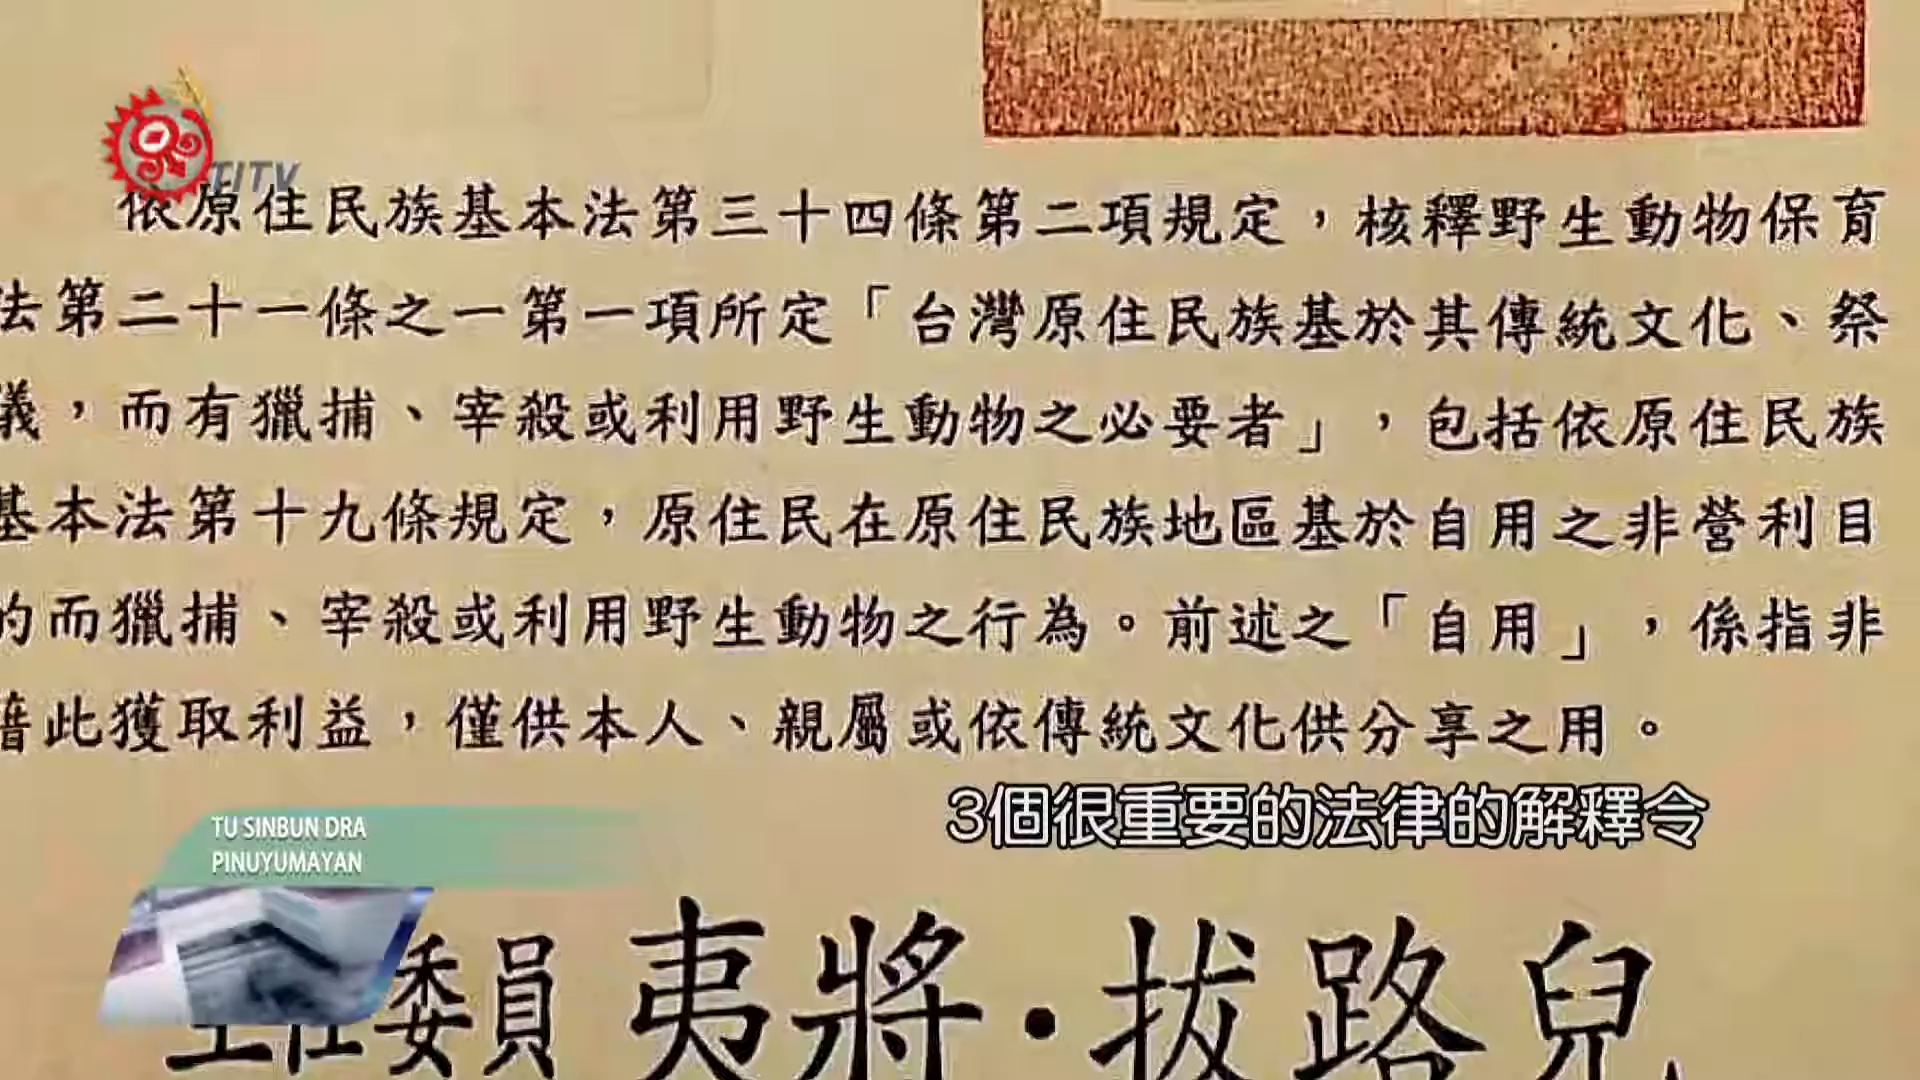 TITV
依原住民族基本法第三十四條第二項規定，核釋野生動物保育
法第二十一條之一第一項所定「台灣原住民族基於其傳統文化、祭
儀，而有獵捕、宰殺或利用野生動物之必要者」，包括依原住民族
基本法第十九條規定，原住民在原住民族地區基於自用之非營利目
的而獵捕、宰殺或利用野生動物之行為。前述之「自用」，係指非
藉此獲取利益，僅供本人、親屬或依傳統文化供分享之用。
3個很重要的法律的解釋令
TU SINBUN DRA
PINUYUMAYAN
主任委員 夷將·拔路兒